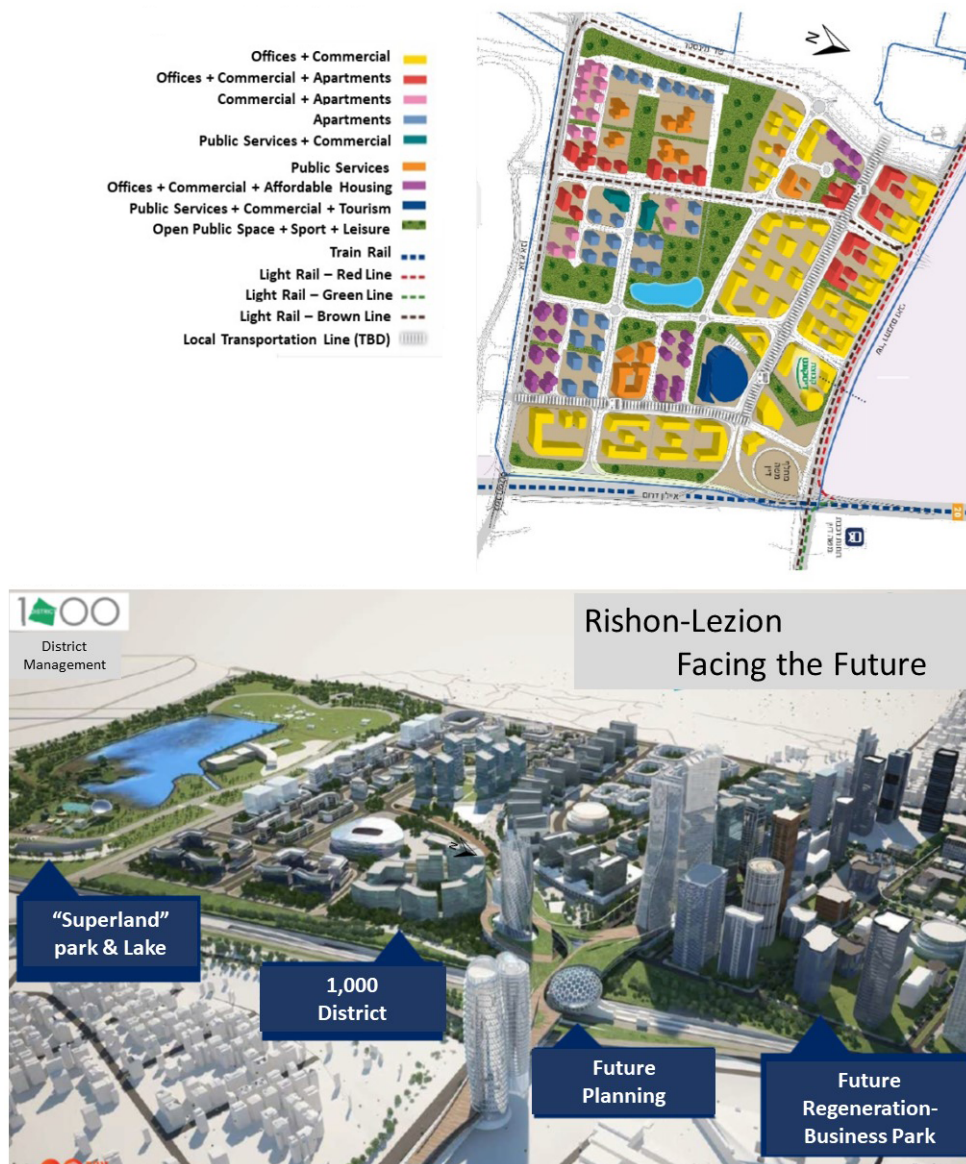 Offices + Commercial
Offices + Commercial + Apartments
Commercial + Apartments
Apartments
Public Services + Commercial
Public Services
Offices + Commercial + Affordable Housing
Public Services + Commercial + Tourism
Open Public Space + Sport + Leisure
Train Rail
Light Rail – Red Line
Light Rail – Green Line
Light Rail – Brown Line
Local Transportation Line (TBD)
N
20
1000
DISTRICT
District
Management
Rishon-Lezion
Facing the Future
N
“Superland”
park & Lake
1,000
District
Future
Planning
Future
Regeneration-
Business Park